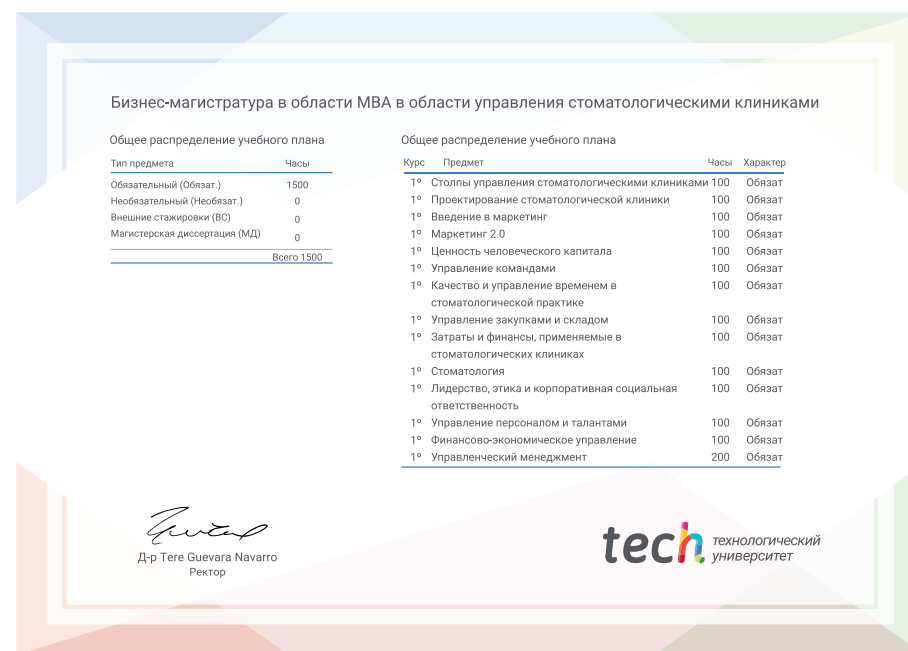 Бизнес-магистратура в области MBA в области управления стоматологическими клиниками
Общее распределение учебного плана
Тип предмета Часы
Обязательный (Обязат.) 1500
Необязательный (Необязат.) 0
Внешние стажировки (ВС) 0
Магистерская диссертация (МД) 0
Всего 1500
Общее распределение учебного плана
Курс Предмет Часы Характер
1º Столпы управления стоматологическими клиниками 100 Обязат
1º Проектирование стоматологической клиники 100 Обязат
1º Введение в маркетинг 100 Обязат
1º Маркетинг 2.0 100 Обязат
1º Ценность человеческого капитала 100 Обязат
1º Управление командами 100 Обязат
1º Качество и управление временем в 100 Обязат
стоматологической практике
1º Управление закупками и складом 100 Обязат
1º Затраты и финансы, применяемые в 100 Обязат
стоматологических клиниках
1º Стоматология 100 Обязат
1º Лидерство, этика и корпоративная социальная 100 Обязат
ответственность
1º Управление персоналом и талантами 100 Обязат
1º Финансово-экономическое управление 100 Обязат
1º Управленческий менеджмент 200 Обязат
Д-р Tere Guevara Navarro
Ректор
tech технологический
университет